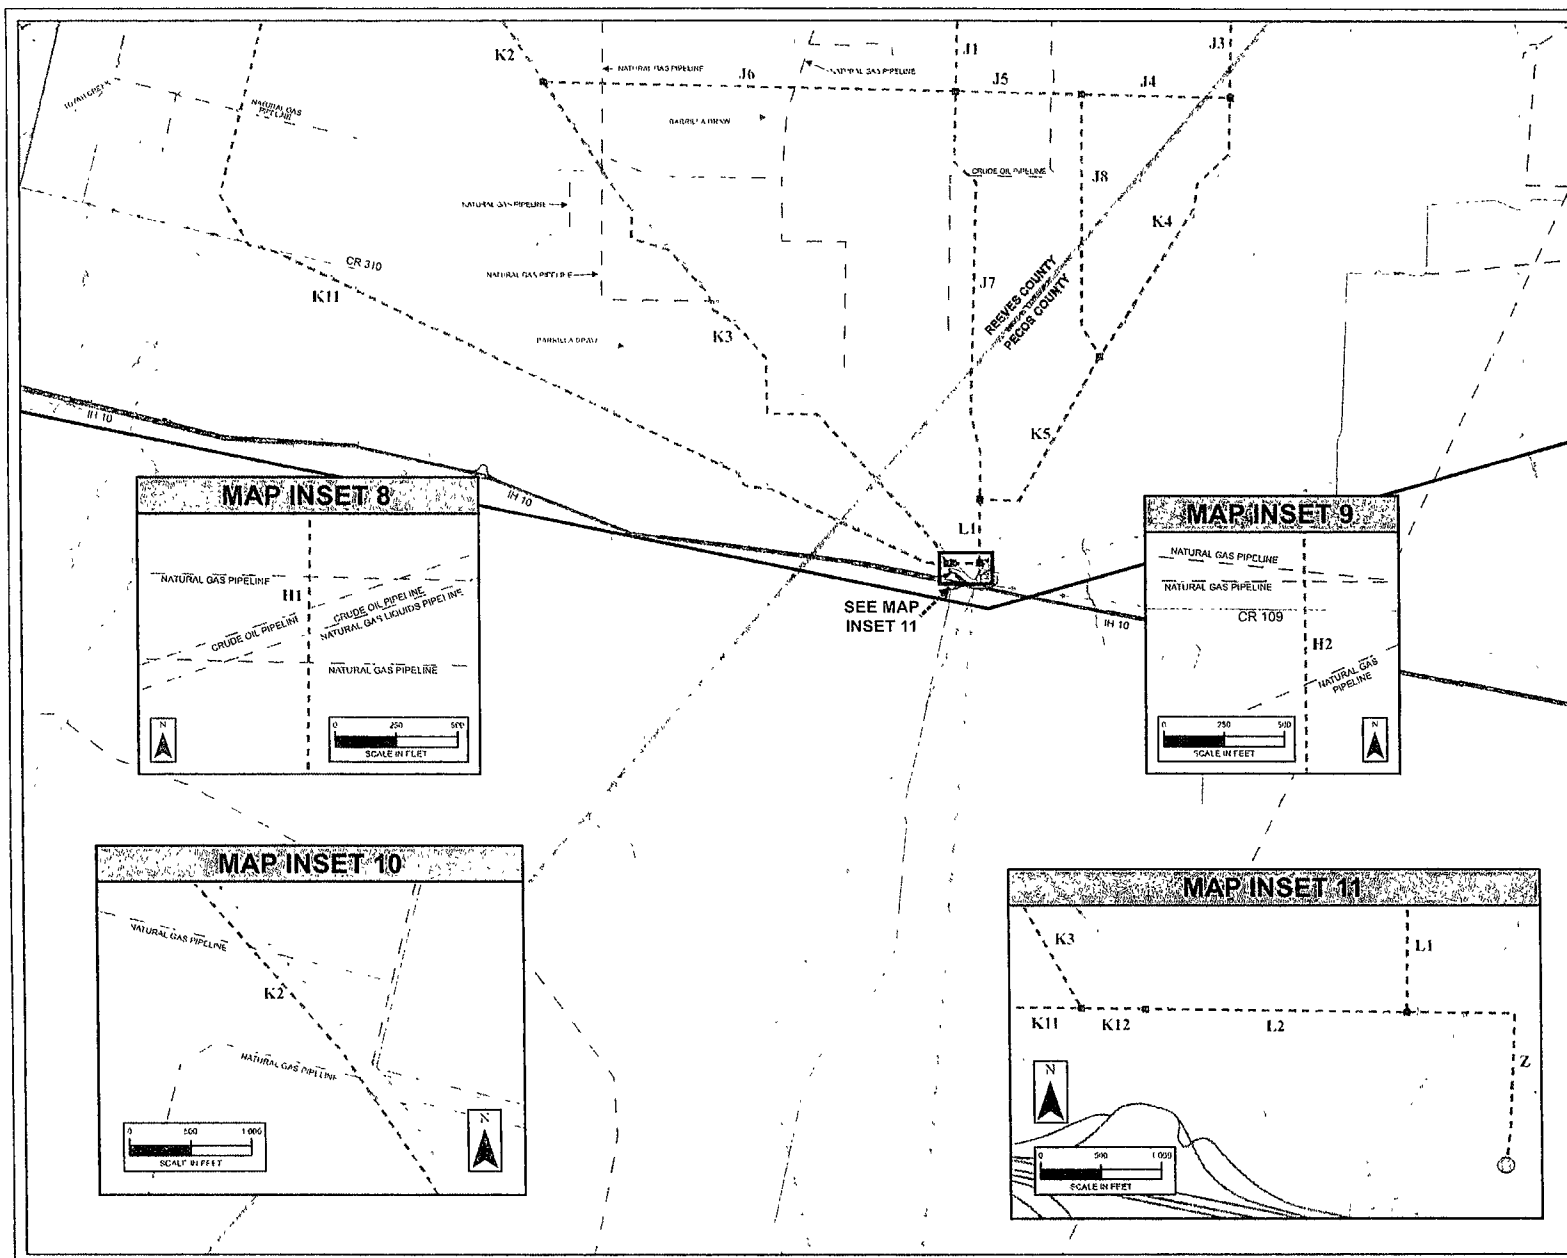 K2
J1
J3
NATURAL GAS PIPELINE
NATURAL GAS PIPELINE
J6
J5
J4
NATURAL GAS
PIPELINE
BARRILLA DRAW
CRUDE OIL PIPELINE
J8
NATURAL GAS PIPELINE
K4
CR 310
NATURAL GAS PIPELINE
K11
J7
REEVES COUNTY
PECOS COUNTY
K3
BARRILLA DRAW
IH 10
K5
IH 10
L1
SEE MAP
INSET 11
IH 10
MAP INSET 8
NATURAL GAS PIPELINE
H1
CRUDE OIL PIPELINE
CRUDE OIL PIPELINE
NATURAL GAS LIQUIDS PIPELINE
NATURAL GAS PIPELINE
N
0 250 500
SCALE IN FEET
MAP INSET 9
NATURAL GAS PIPELINE
NATURAL GAS PIPELINE
CR 109
H2
NATURAL GAS
PIPELINE
0 250 500
SCALE IN FEET
N
MAP INSET 10
NATURAL GAS PIPELINE
K2
NATURAL GAS PIPELINE
0 500 1,000
SCALE IN FEET
N
MAP INSET 11
K3
L1
K11
K12
L2
Z
N
0 500 1,000
SCALE IN FEET